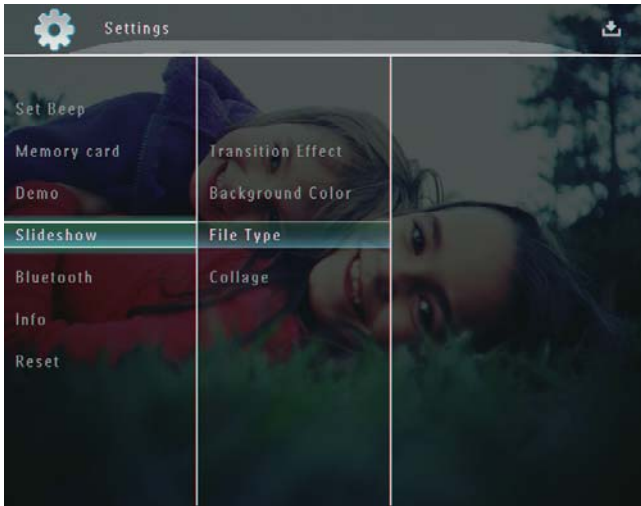 Settings
Set Beep
Memory card
Demo
Slideshow
Bluetooth
Info
Reset
Transition Effect
Background Color
File Type
Collage